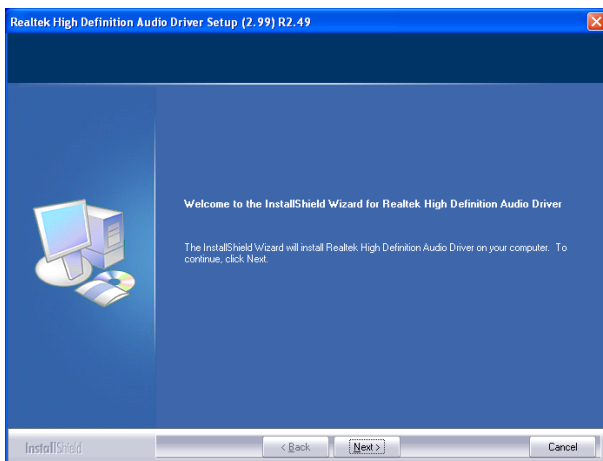 Realtek High Definition Audio Driver Setup (2.99) R2.49
Welcome to the InstallShield Wizard for Realtek High Definition Audio Driver
The InstallShield Wizard will install Realtek High Definition Audio Driver on your computer. To
continue, click Next.
InstallShield
< Back
Next >
Cancel